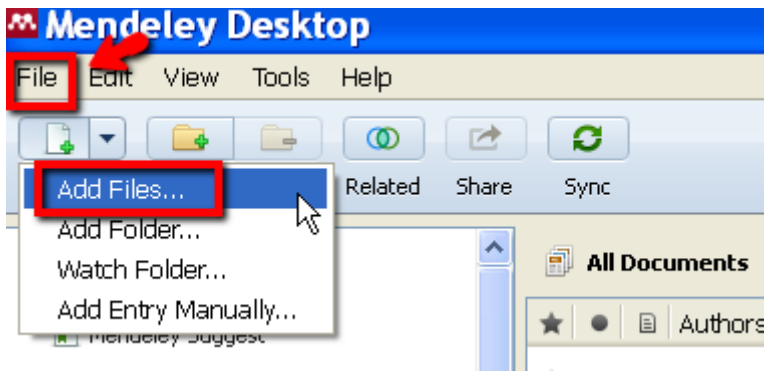 Mendeley Desktop
File Edit View Tools Help
Related Share Sync
Add Files...
Add Folder...
Watch Folder...
Add Entry Manually...
Mendeley Suggest
All Documents
Authors